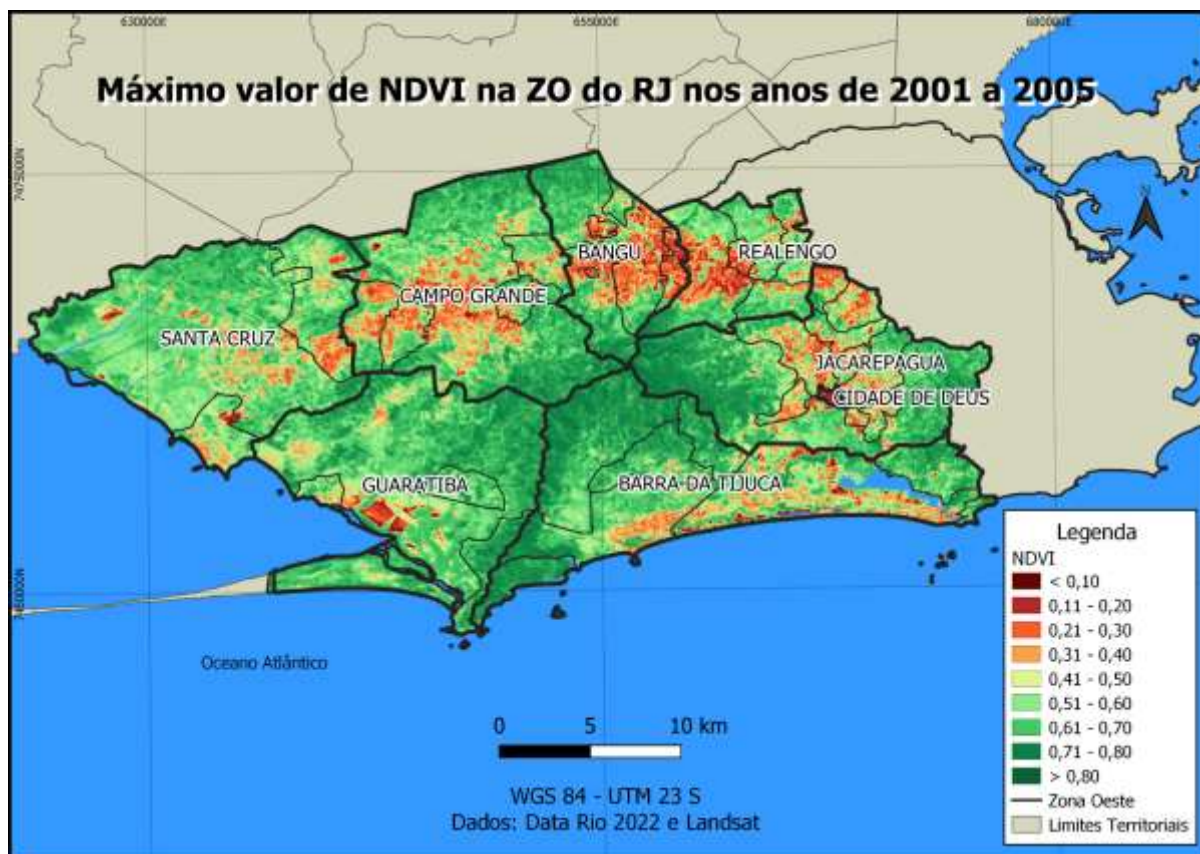 630000E
655000E
680000E
Máximo valor de NDVI na ZO do RJ nos anos de 2001 a 2005
7475000N
N
BANGU
REALENGO
CAMPO GRANDE
SANTA CRUZ
JACAREPAGUA
CIDADE DE DEUS
GUARATIBA
BARRA DA TIJUCA
7450000N
Oceano Atlântico
0 5 10 km
WGS 84 - UTM 23 S
Dados: Data Rio 2022 e Landsat
Legenda
NDVI
< 0,10
0,11 - 0,20
0,21 - 0,30
0,31 - 0,40
0,41 - 0,50
0,51 - 0,60
0,61 - 0,70
0,71 - 0,80
> 0,80
Zona Oeste
Limites Territoriais